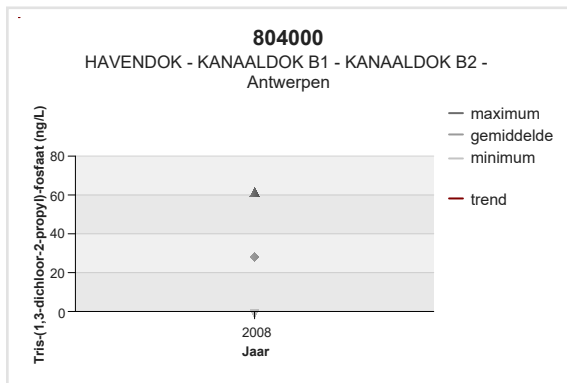 804000
HAVENDOK - KANAALDOK B1 - KANAALDOK B2 -
Antwerpen
Tris-(1,3-dichloor-2-propyl)-fosfaat (ng/L)
80
60
40
20
0
2008
Jaar
maximum
gemiddelde
minimum
trend